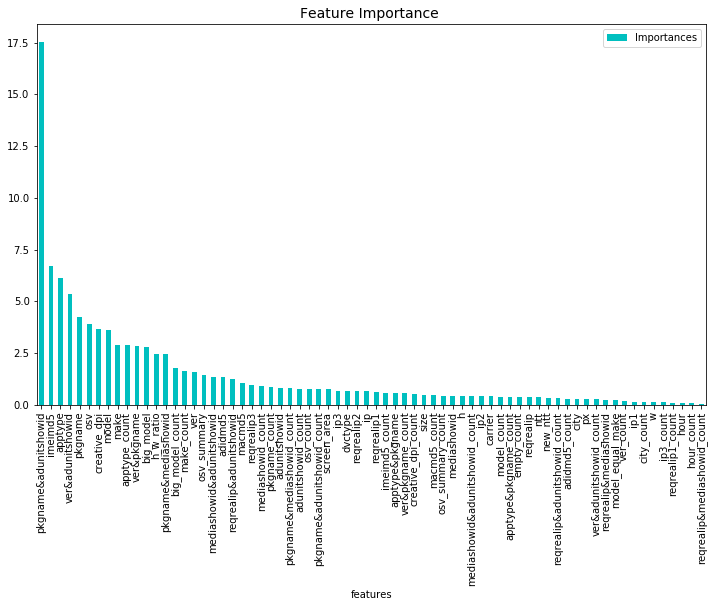 Feature Importance
Importances
17.5
15.0
12.5
10.0
7.5
5.0
2.5
0.0
pkgname&adunitshowid
imeimd5
apptype
ver&adunitshowid
pkgname
osv
creative_dpi
model
make
apptype_count
ver&pkgname
big_model
h_w_ratio
pkgname&mediashowid
big_model_count
make_count
ver
osv_summary
mediashowid&adunitshowid
adidmd5
reqrealip&adunitshowid
macmd5
reqrealip3
mediashowid_count
pkgname_count
adunitshowid
pkgname&mediashowid_count
adunitshowid_count
osv_count
pkgname&adunitshowid_count
screen_area
ip3
dvctype
reqrealip2
ip
reqrealip1
imeimd5_count
apptype&pkgname
ver&pkgname_count
creative_dpi_count
size
macmd5_count
osv_summary_count
mediashowid
h
mediashowid&adunitshowid_count
ip2
carrier
model_count
apptype&pkgname_count
empty_count
reqrealip
ntt
new_ntt
reqrealip&adunitshowid_count
adidmd5_count
city
px
ver&adunitshowid_count
reqrealip&mediashowid
model_equal_make
ver_count
ip1
city_count
w
ip3_count
reqrealip1_count
hour
hour_count
reqrealip&mediashowid_count
features